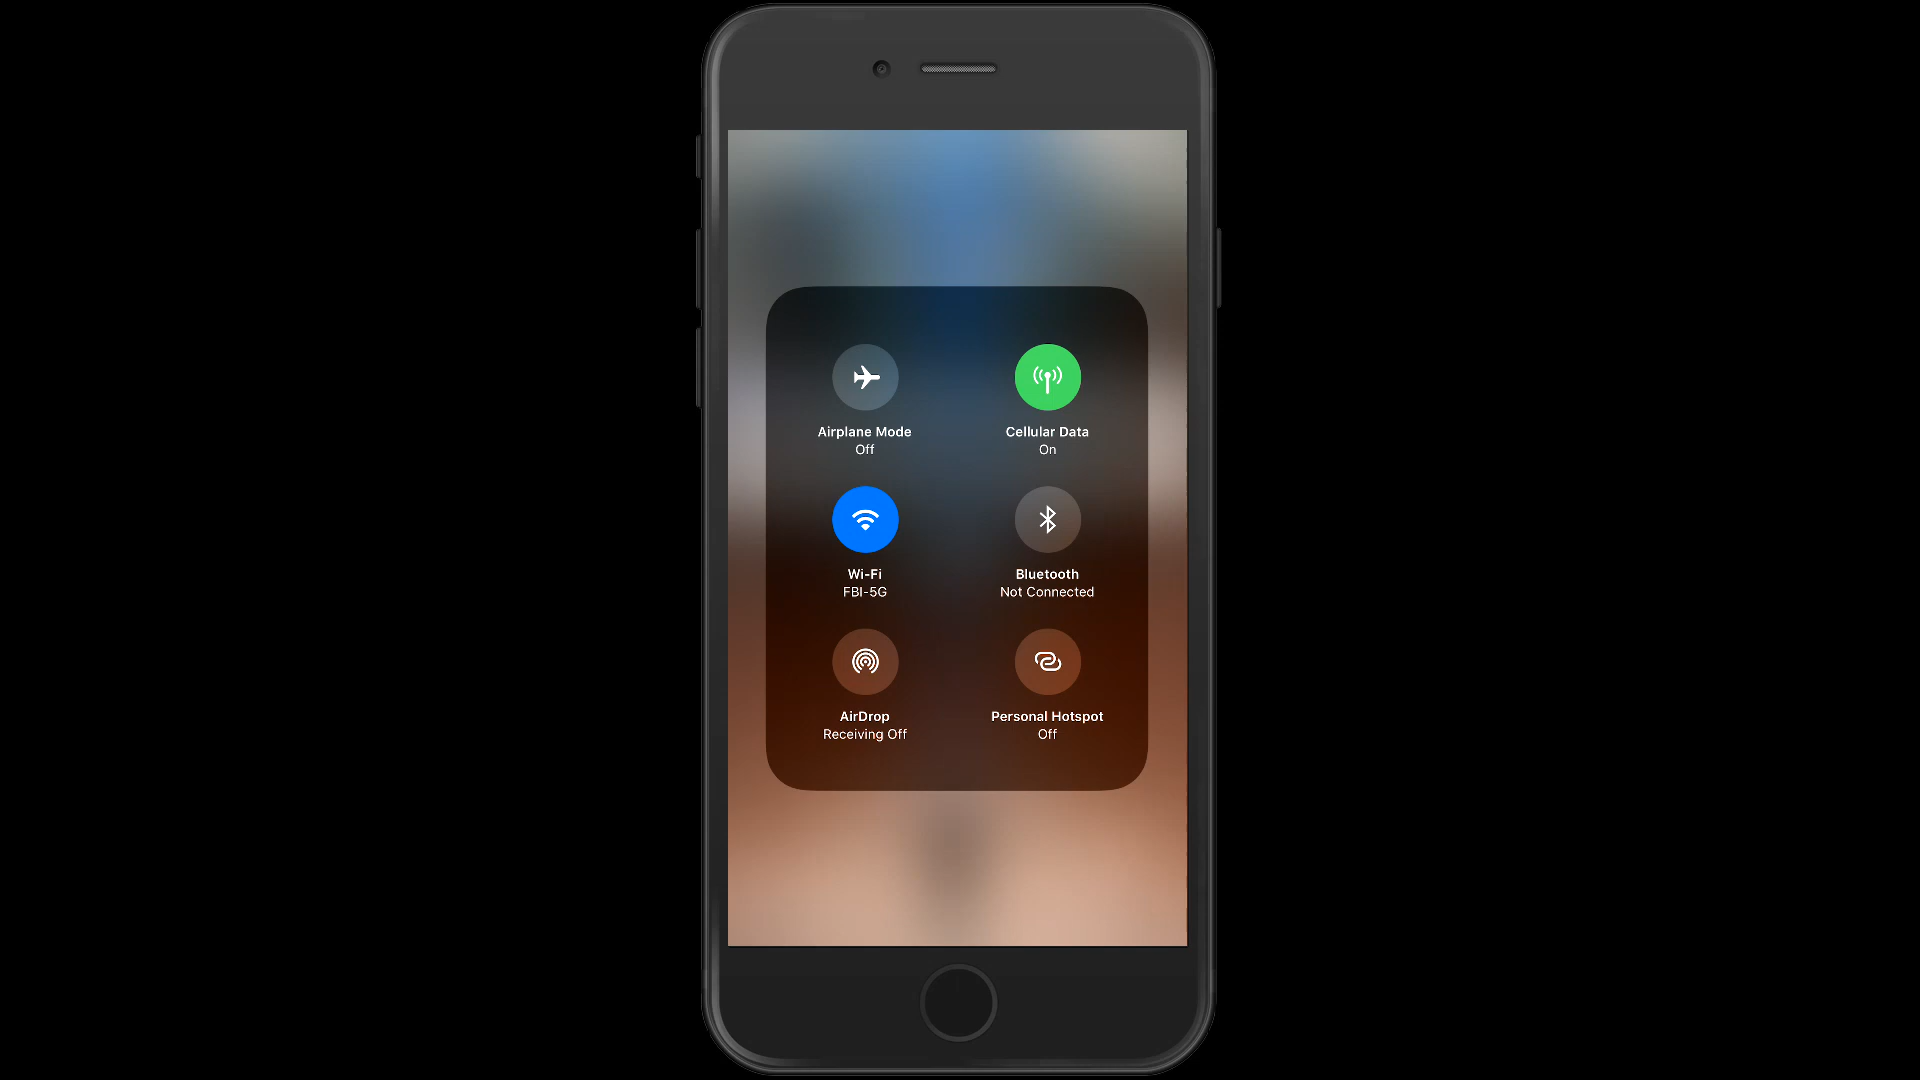 Airplane Mode
Off
Cellular Data
On
Wi-Fi
FBI-5G
Bluetooth
Not Connected
AirDrop
Receiving Off
Personal Hotspot
Off